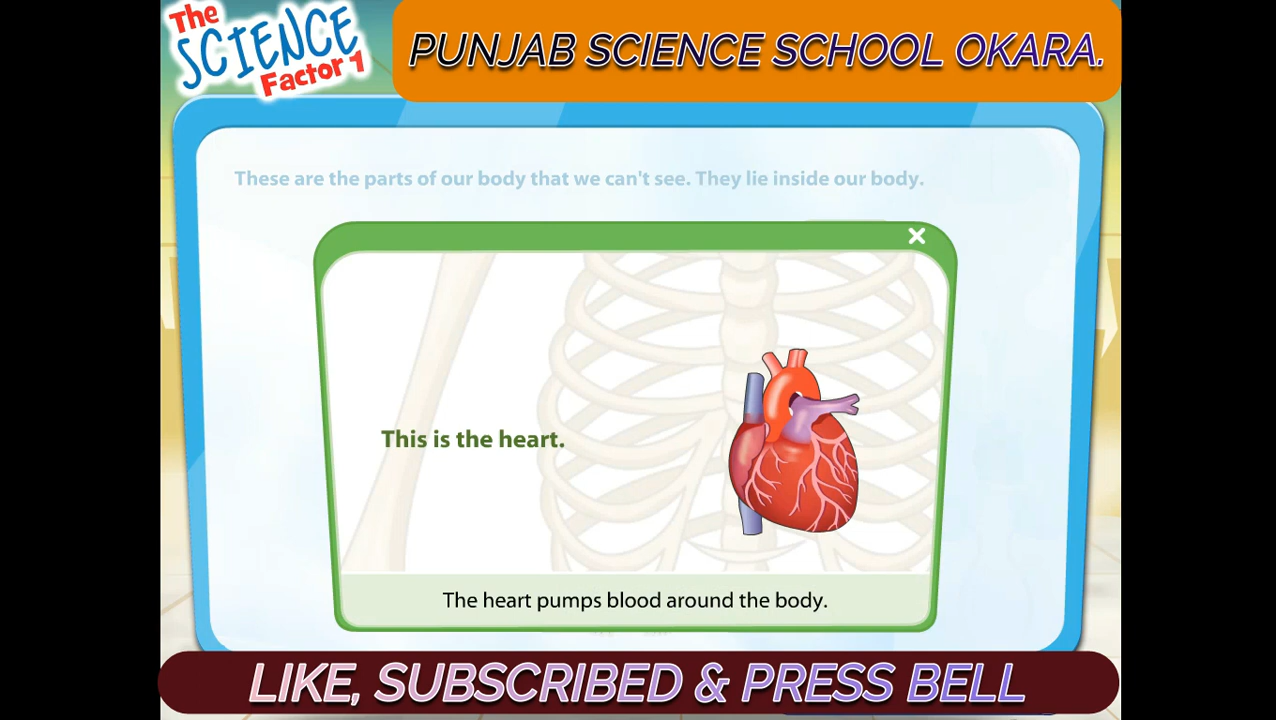 The
SCIENCE
Factor 1
PUNJAB SCIENCE SCHOOL OKARA.
These are the parts of our body that we can't see. They lie inside our body.
This is the heart.
The heart pumps blood around the body.
LIKE, SUBSCRIBED & PRESS BELL